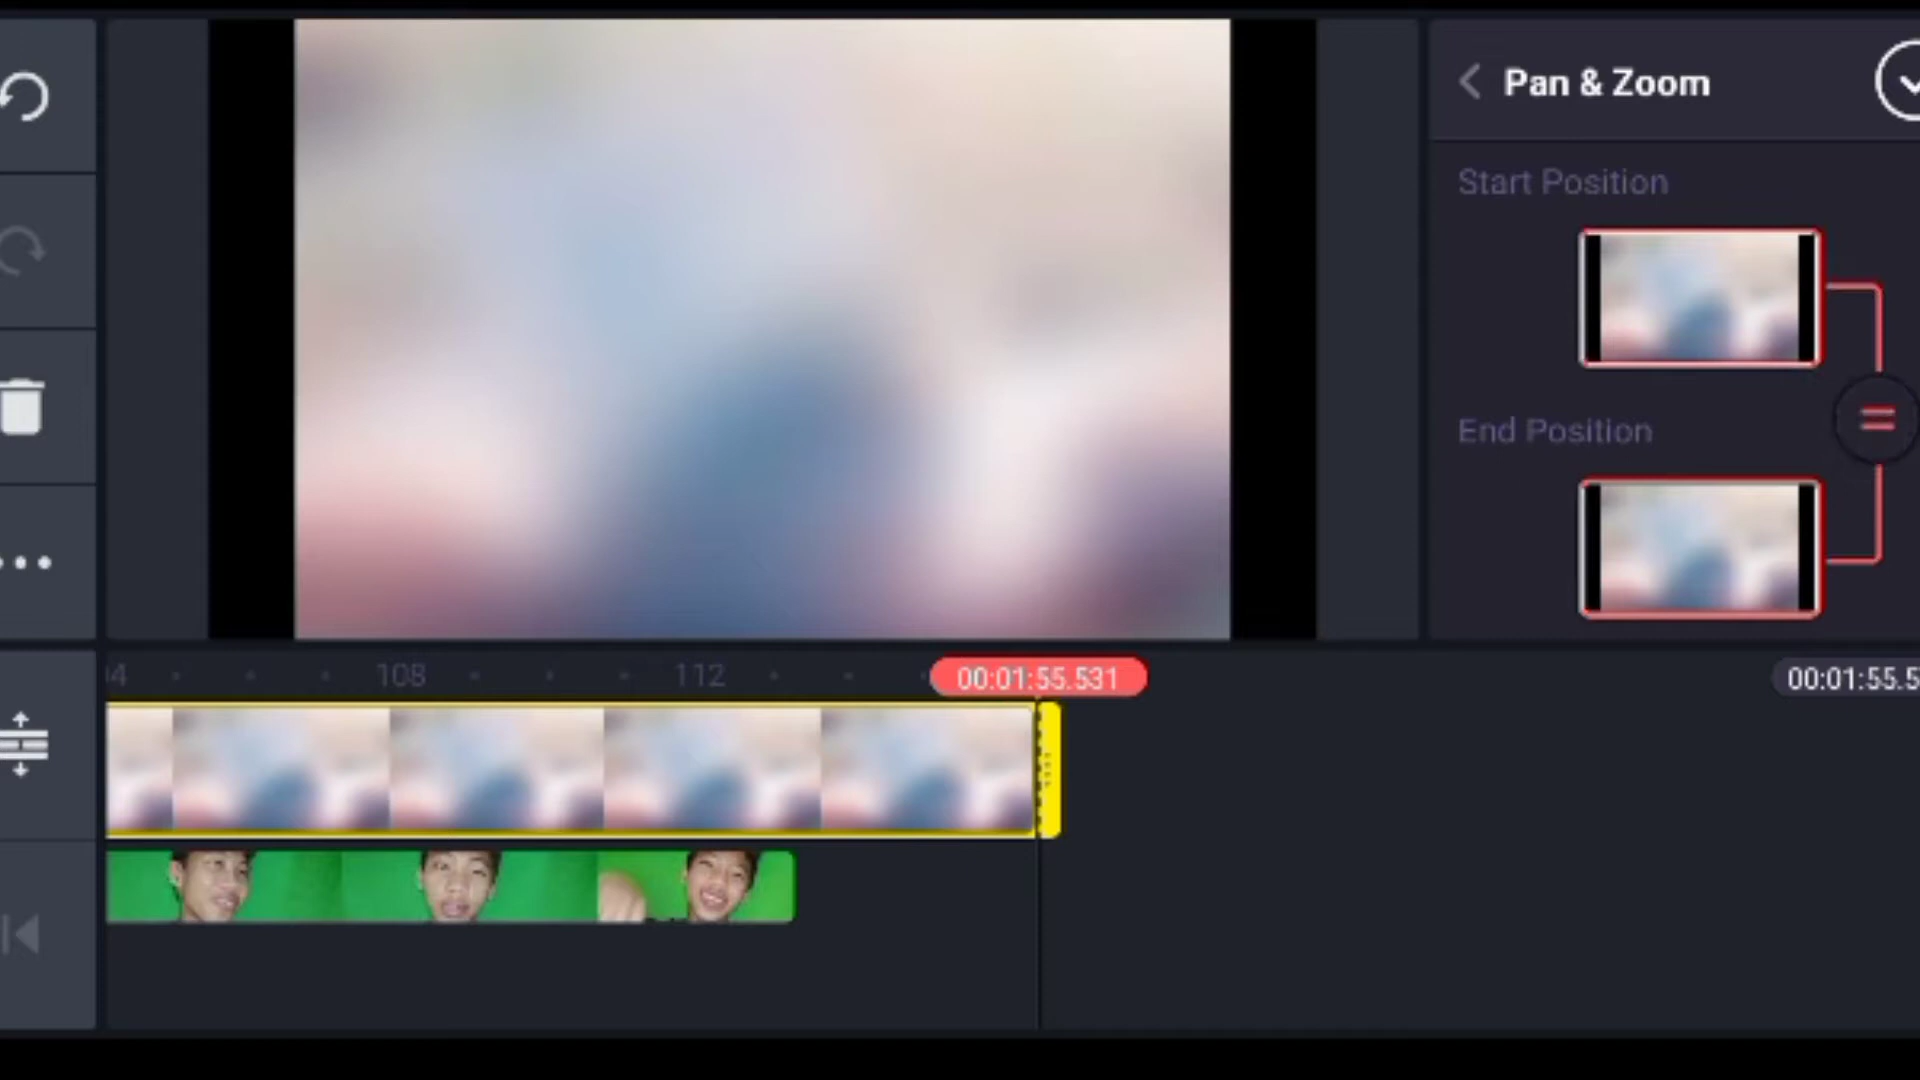 Pan & Zoom
Start Position
End Position
108
112
00:01:55.531
00:01:55.5